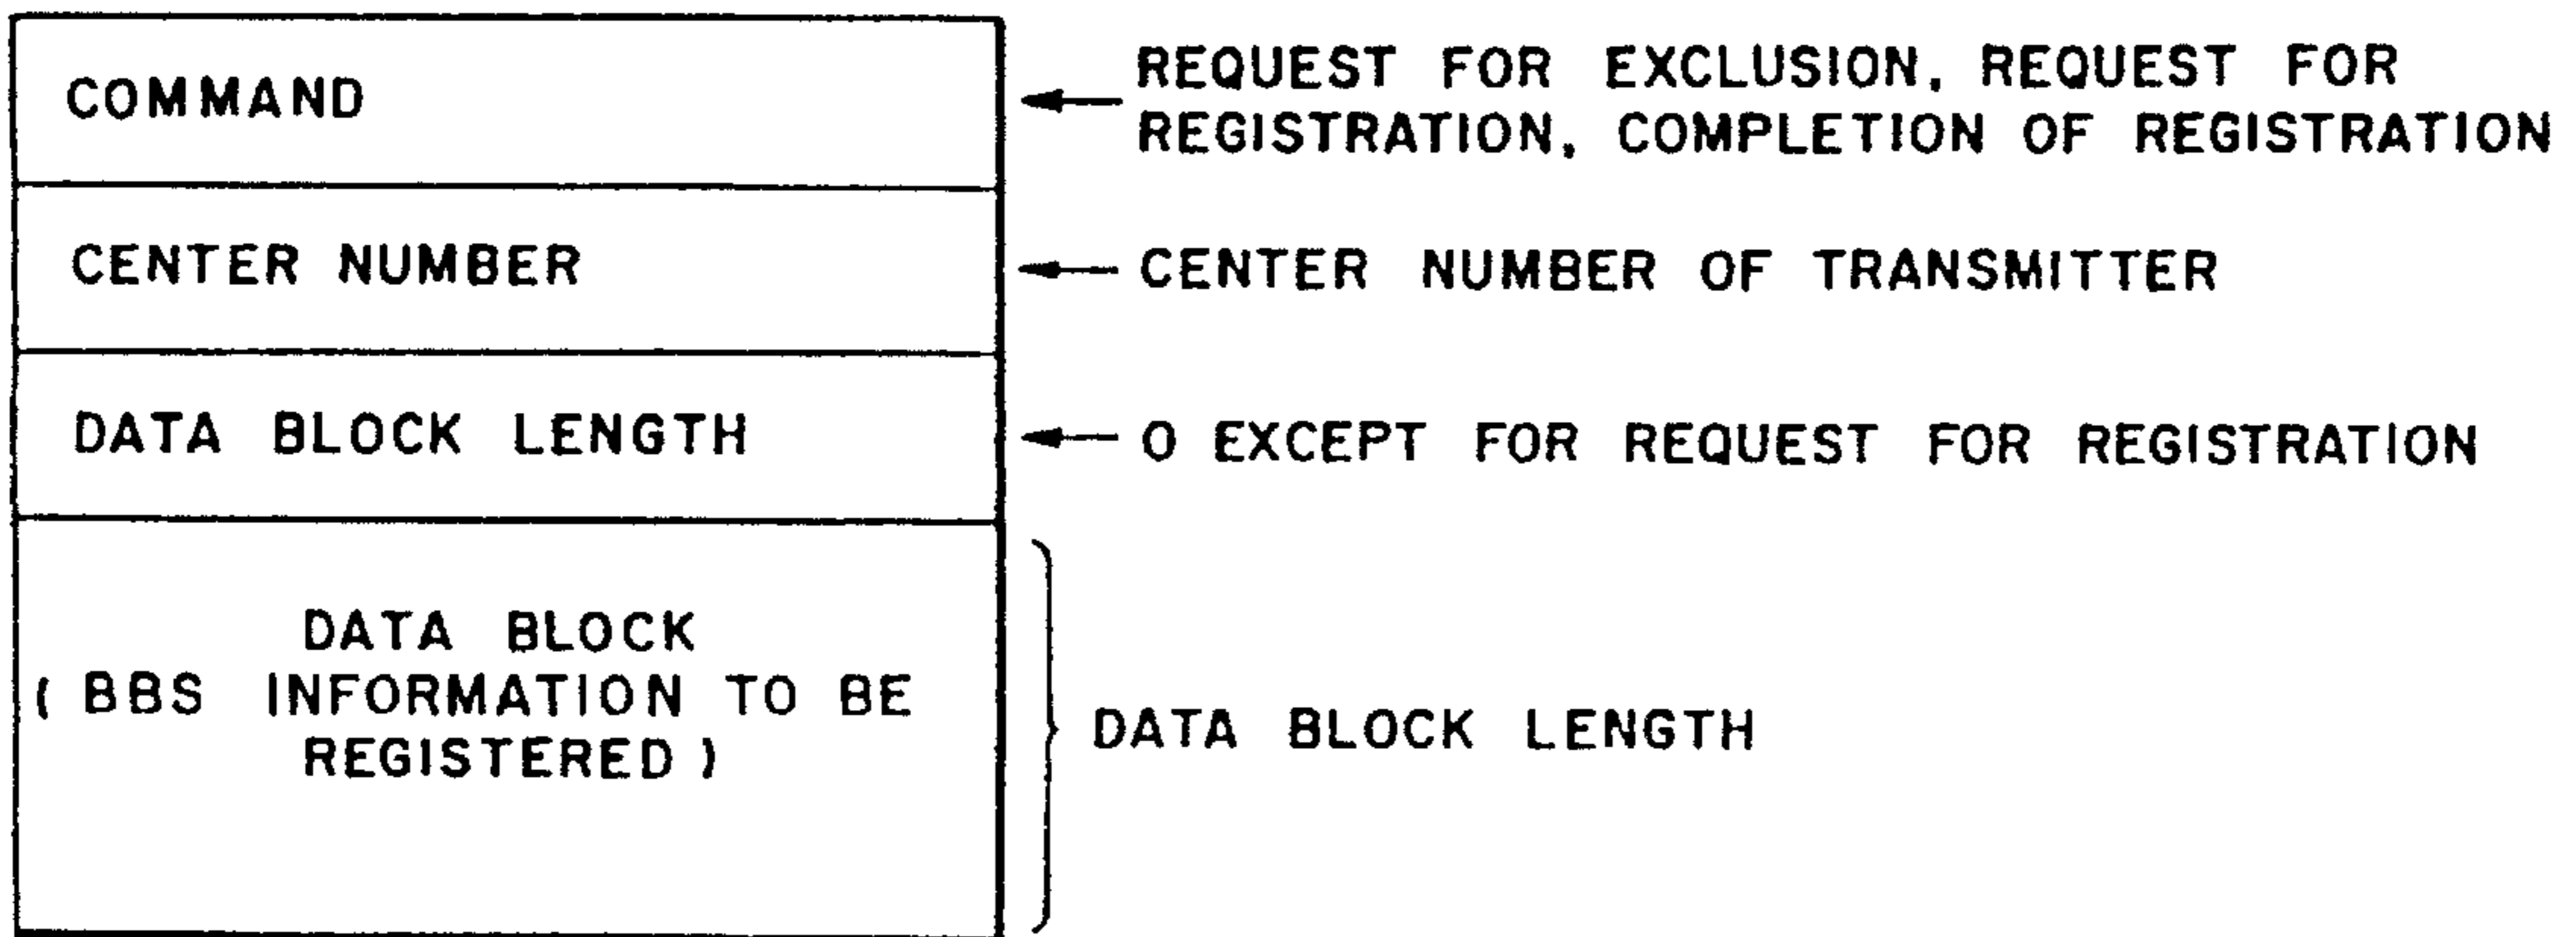 COMMAND
REQUEST FOR EXCLUSION, REQUEST FOR
REGISTRATION, COMPLETION OF REGISTRATION
CENTER NUMBER
CENTER NUMBER OF TRANSMITTER
DATA BLOCK LENGTH
0 EXCEPT FOR REQUEST FOR REGISTRATION
DATA BLOCK
( BBS INFORMATION TO BE
REGISTERED )
DATA BLOCK LENGTH